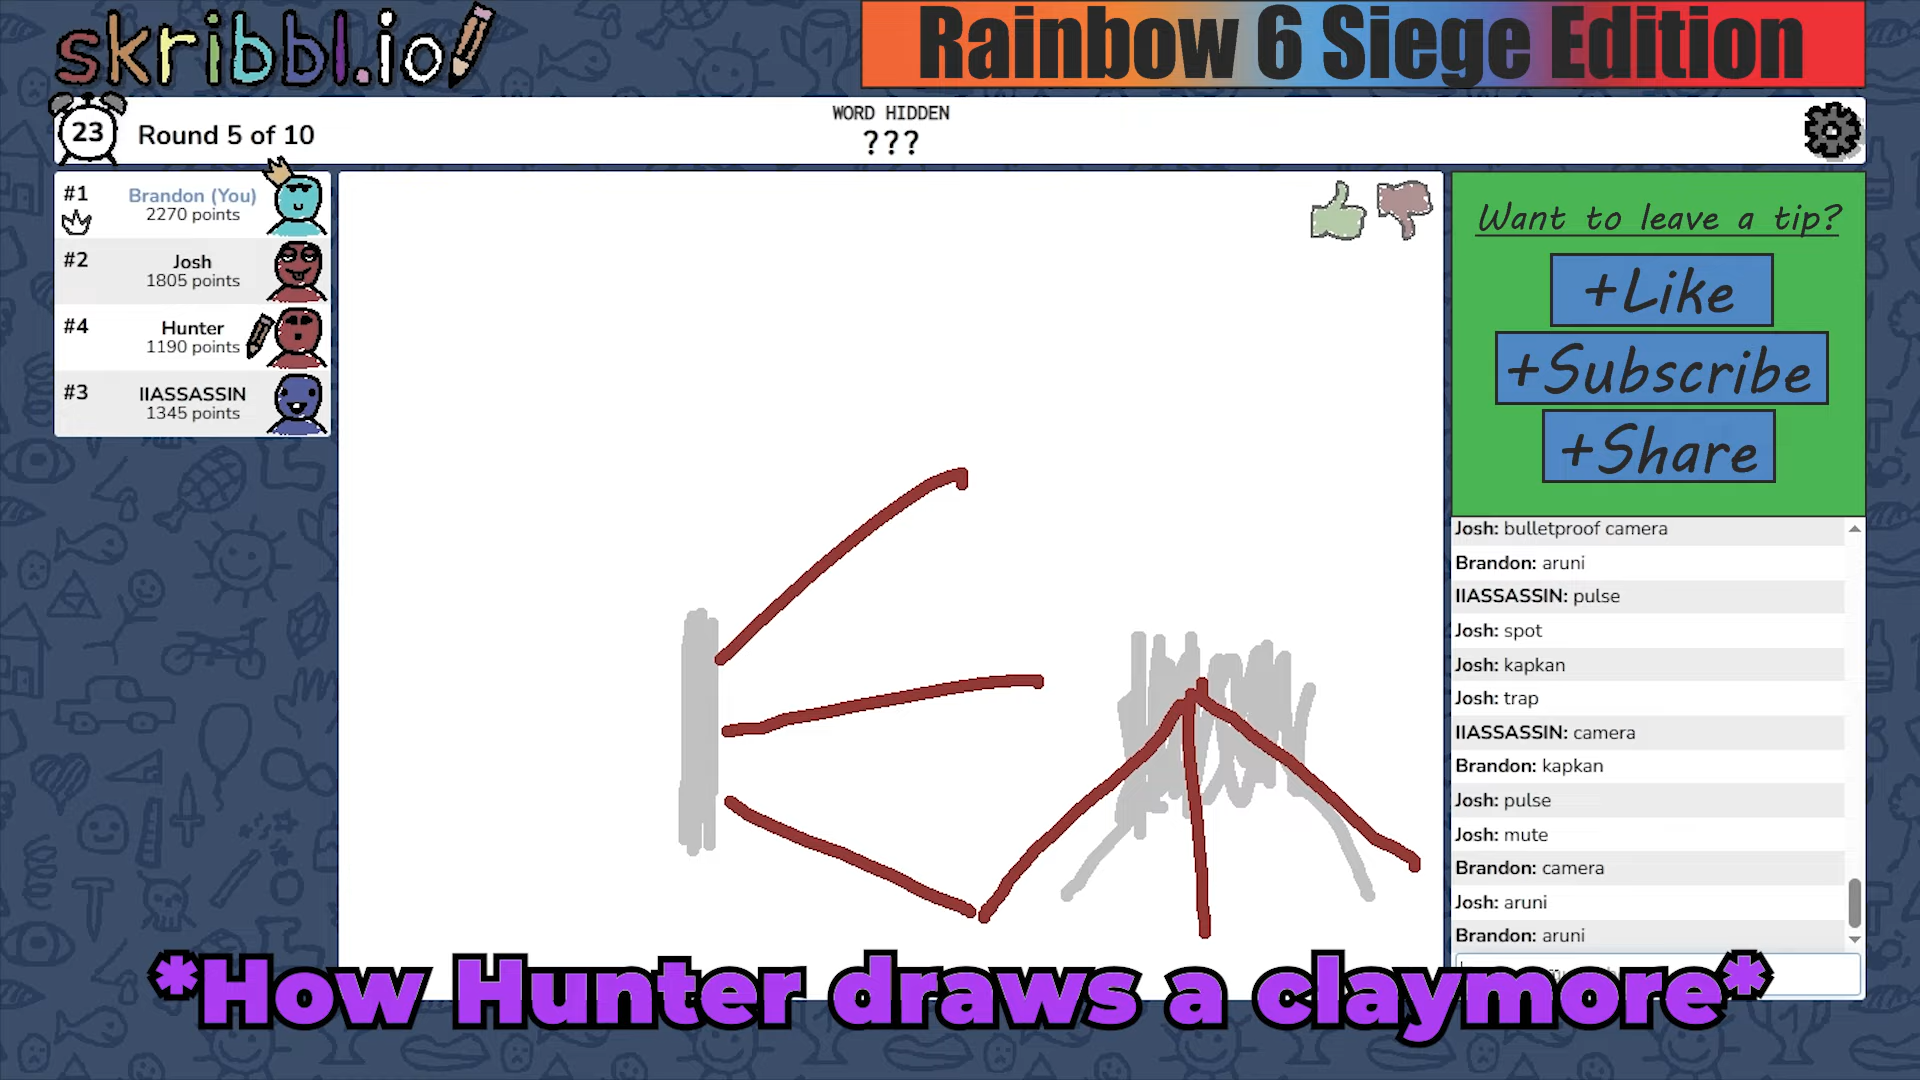 skribbl.io
Rainbow 6 Siege Edition
23
Round 5 of 10
WORD HIDDEN
???
#1
Brandon (You)
2270 points
#2
Josh
1805 points
#4
Hunter
1190 points
#3
IIASSASSIN
1345 points
Want to leave a tip?
+Like
+Subscribe
+Share
Josh: bulletproof camera
Brandon: aruni
IIASSASSIN: pulse
Josh: spot
Josh: kapkan
Josh: trap
IIASSASSIN: camera
Brandon: kapkan
Josh: pulse
Josh: mute
Brandon: camera
Josh: aruni
Brandon: aruni
*How Hunter draws a claymore*